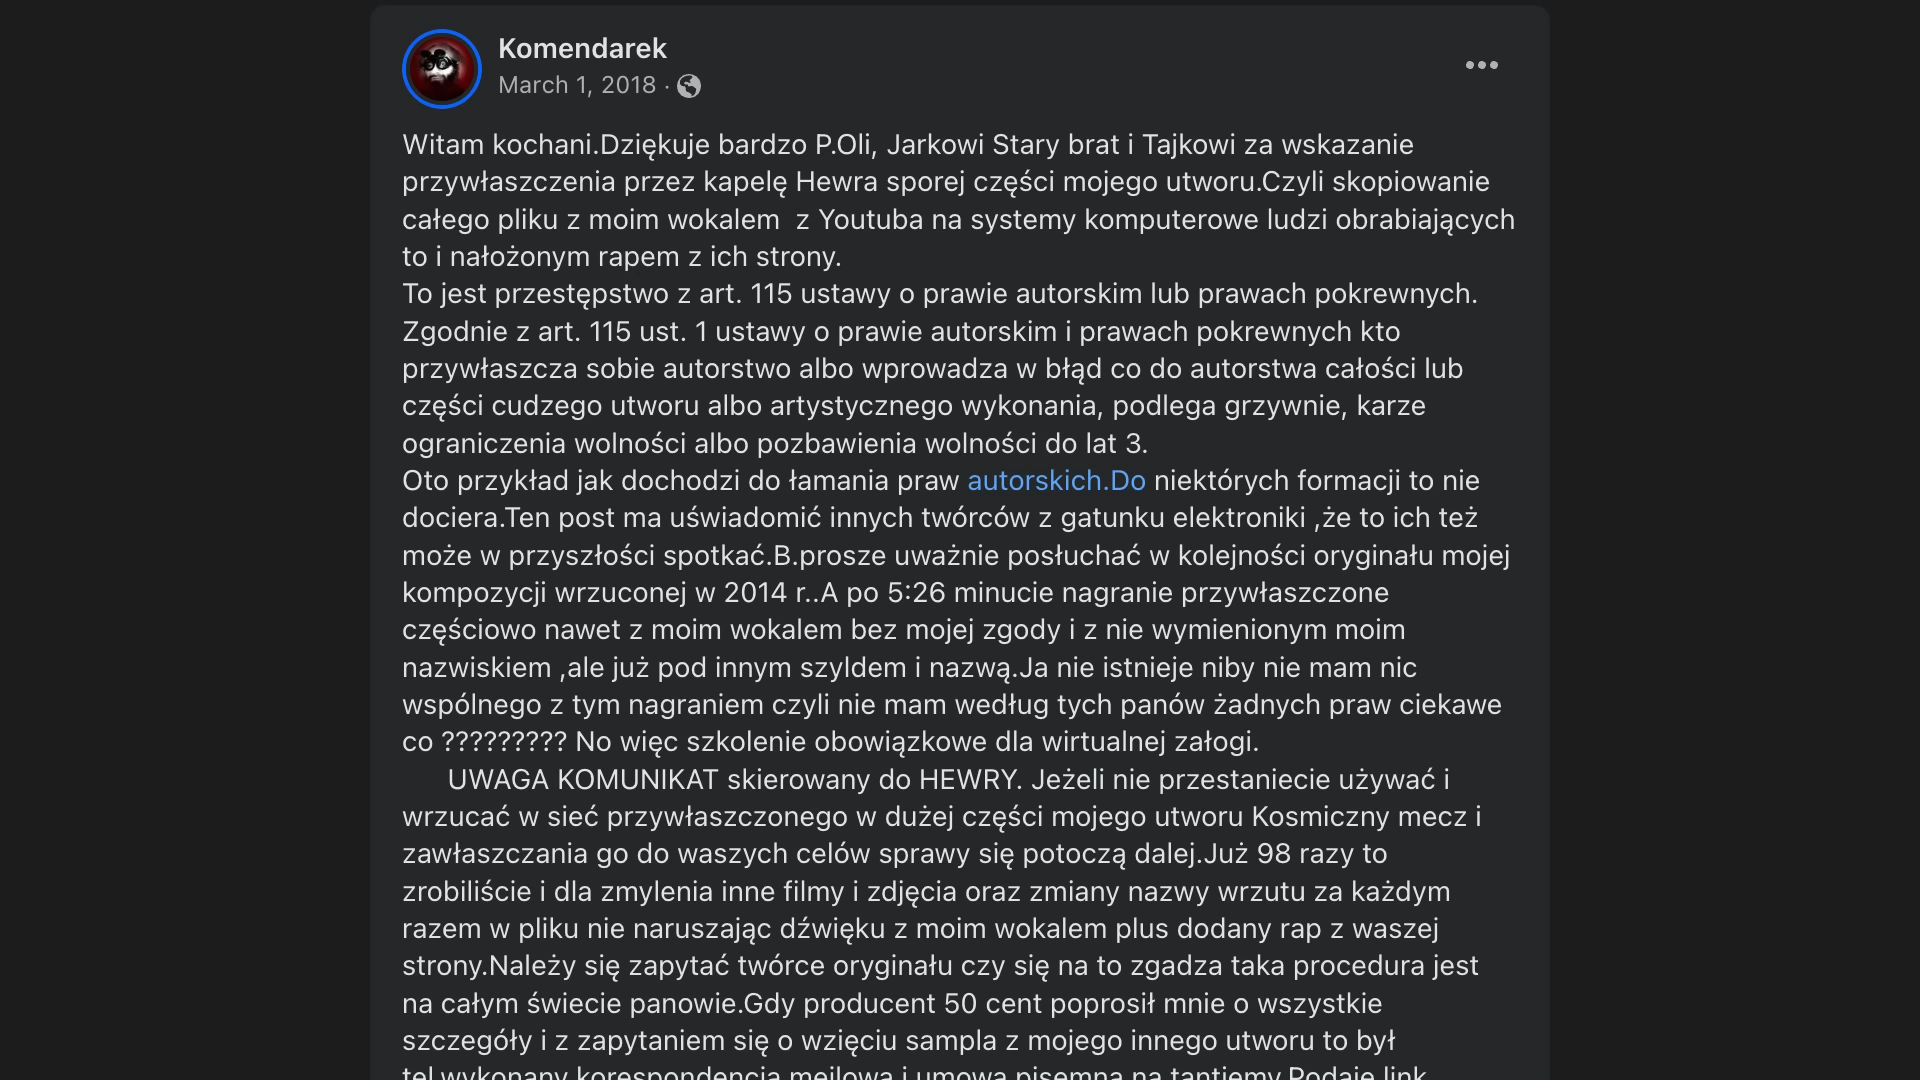 Komendarek
March 1, 2018 ·
Witam kochani.Dziękuje bardzo P.Oli, Jarkowi Stary brat i Tajkowi za wskazanie
przywłaszczenia przez kapelę Hewra sporej części mojego utworu.Czyli skopiowanie
całego pliku z moim wokalem  z Youtuba na systemy komputerowe ludzi obrabiających
to i nałożonym rapem z ich strony.
To jest przestępstwo z art. 115 ustawy o prawie autorskim lub prawach pokrewnych.
Zgodnie z art. 115 ust. 1 ustawy o prawie autorskim i prawach pokrewnych kto
przywłaszcza sobie autorstwo albo wprowadza w błąd co do autorstwa całości lub
części cudzego utworu albo artystycznego wykonania, podlega grzywnie, karze
ograniczenia wolności albo pozbawienia wolności do lat 3.
Oto przykład jak dochodzi do łamania praw autorskich.Do niektórych formacji to nie
dociera.Ten post ma uświadomić innych twórców z gatunku elektroniki ,że to ich też
może w przyszłości spotkać.B.prosze uważnie posłuchać w kolejności oryginału mojej
kompozycji wrzuconej w 2014 r..A po 5:26 minucie nagranie przywłaszczone
częściowo nawet z moim wokalem bez mojej zgody i z nie wymienionym moim
nazwiskiem ,ale już pod innym szyldem i nazwą.Ja nie istnieje niby nie mam nic
wspólnego z tym nagraniem czyli nie mam według tych panów żadnych praw ciekawe
co ????????? No więc szkolenie obowiązkowe dla wirtualnej załogi.
UWAGA KOMUNIKAT skierowany do HEWRY. Jeżeli nie przestaniecie używać i
wrzucać w sieć przywłaszczonego w dużej części mojego utworu Kosmiczny mecz i
zawłaszczania go do waszych celów sprawy się potoczą dalej.Już 98 razy to
zrobiliście i dla zmylenia inne filmy i zdjęcia oraz zmiany nazwy wrzutu za każdym
razem w pliku nie naruszając dźwięku z moim wokalem plus dodany rap z waszej
strony.Należy się zapytać twórce oryginału czy się na to zgadza taka procedura jest
na całym świecie panowie.Gdy producent 50 cent poprosił mnie o wszystkie
szczegóły i z zapytaniem się o wzięciu sampla z mojego innego utworu to był
tel,wykonany korespondencja mejlowa i umowa pisemna na tantiemy.Podaje link